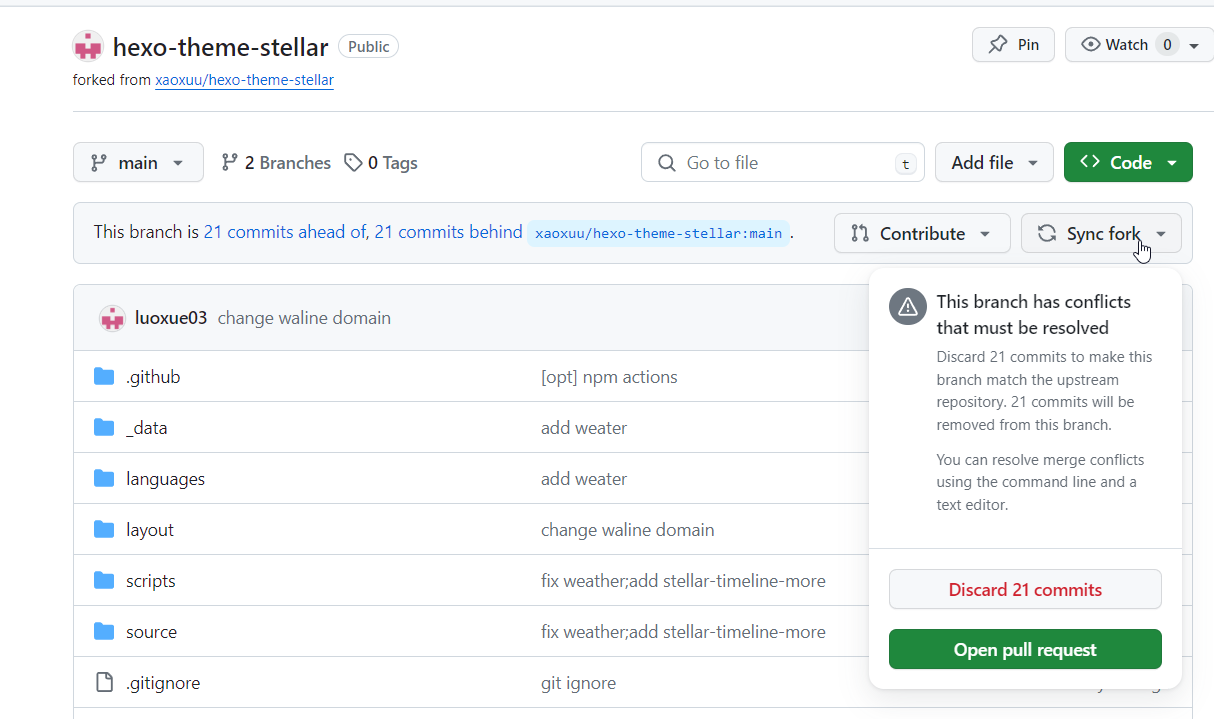 hexo-theme-stellar Public
Pin
Watch 0
forked from xaoxuu/hexo-theme-stellar
main
2 Branches
0 Tags
Go to file
t
Add file
Code
This branch is 21 commits ahead of, 21 commits behind xaoxuu/hexo-theme-stellar:main .
Contribute
Sync fork
luoxue03 change waline domain
.github [opt] npm actions
_data add weater
languages add weater
layout change waline domain
scripts fix weather;add stellar-timeline-more
source fix weather;add stellar-timeline-more
.gitignore git ignore
This branch has conflicts
that must be resolved
Discard 21 commits to make this
branch match the upstream
repository. 21 commits will be
removed from this branch.
You can resolve merge conflicts
using the command line and a
text editor.
Discard 21 commits
Open pull request